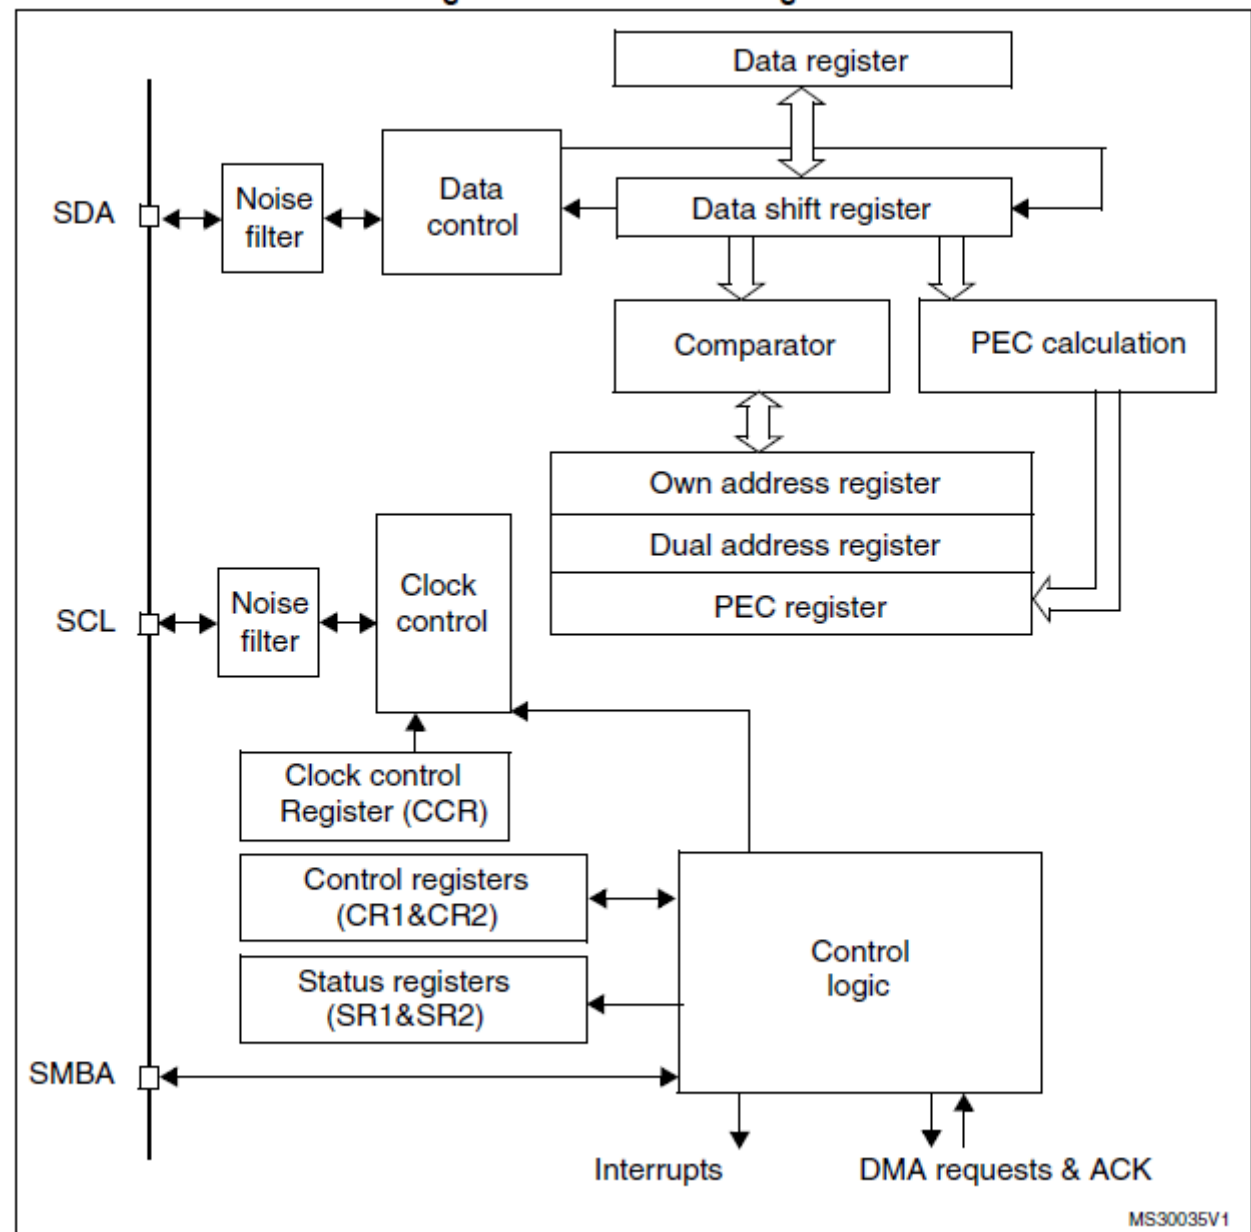 Data register
Data
control
Noise
filter
SDA
Data shift register
Comparator
PEC calculation
Own address register
Dual address register
PEC register
Clock
control
Noise
filter
SCL
Clock control
Register (CCR)
Control registers
(CR1&CR2)
Control
logic
Status registers
(SR1&SR2)
SMBA
Interrupts
DMA requests & ACK
MS30035V1